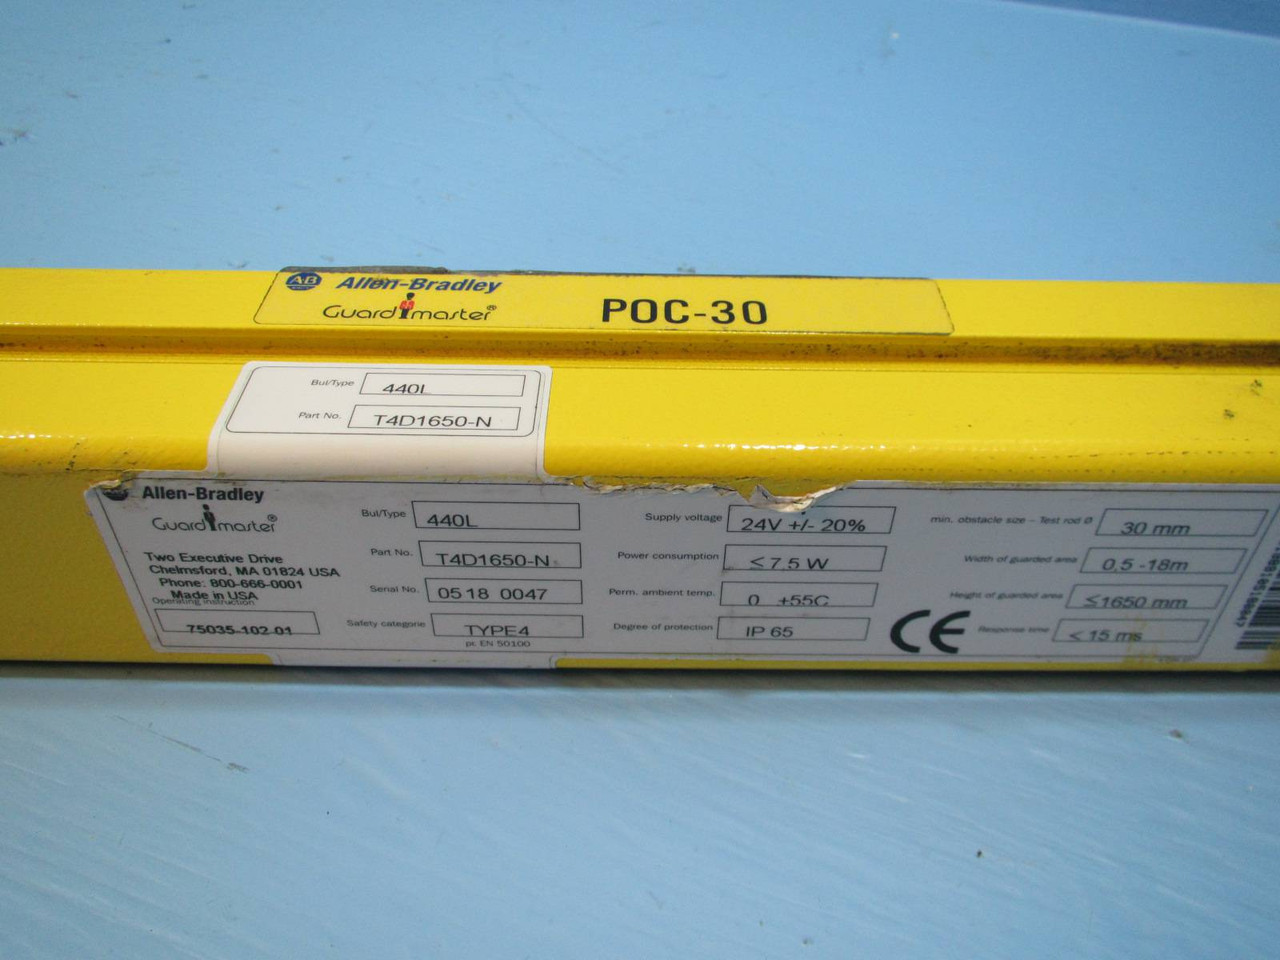 AB Allen-Bradley
Guardmaster®
POC-30
Bul/Type 440L
Part No. T4D1650-N
Allen-Bradley
Guardmaster®
Two Executive Drive
Chelmsford, MA 01824 USA
Phone: 800-666-0001
Made in USA
Operating instruction
75035-102-01
Bul/Type 440L
Part No. T4D1650-N
Serial No. 0518 0047
Safety categorie TYPE4
pr. EN 50100
Supply voltage 24V +/- 20%
Power consumption ≤ 7.5 W
Perm. ambient temp. 0 +55C
Degree of protection IP 65
CE
min. obstacle size - Test rod Ø 30 mm
Width of guarded area 0,5 -18m
Height of guarded area ≤1650 mm
Response time < 15 ms